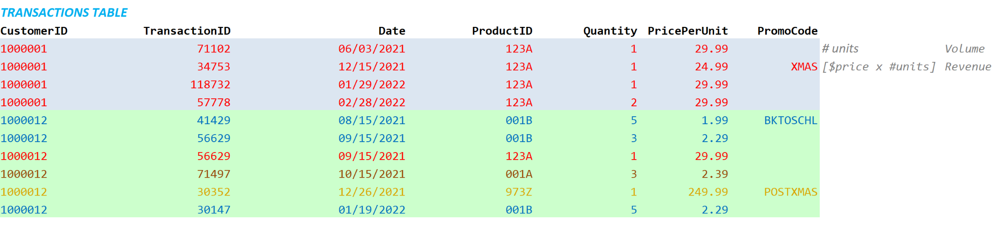 TRANSACTIONS TABLE
CustomerID TransactionID Date ProductID Quantity PricePerUnit PromoCode
1000001 71102 06/03/2021 123A 1 29.99 # units Volume
1000001 34753 12/15/2021 123A 1 24.99 XMAS [$price x #units] Revenue
1000001 118732 01/29/2022 123A 1 29.99
1000001 57778 02/28/2022 123A 2 29.99
1000012 41429 08/15/2021 001B 5 1.99 BKTOSCHL
1000012 56629 09/15/2021 001B 3 2.29
1000012 56629 09/15/2021 123A 1 29.99
1000012 71497 10/15/2021 001A 3 2.39
1000012 30352 12/26/2021 973Z 1 249.99 POSTXMAS
1000012 30147 01/19/2022 001B 5 2.29